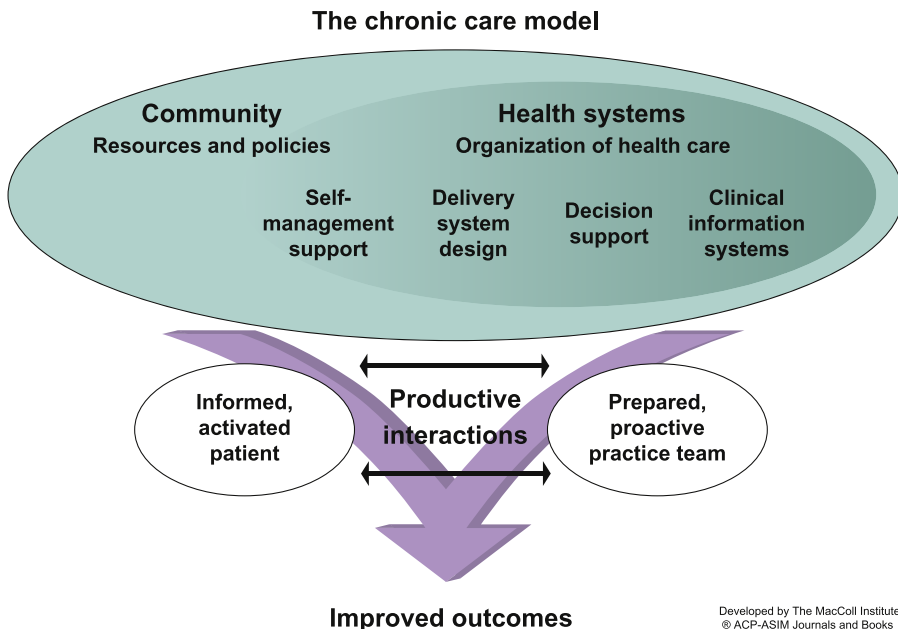 The chronic care model
Community
Resources and policies
Health systems
Organization of health care
Self-
management
support
Delivery
system
design
Decision
support
Clinical
information
systems
Informed,
activated
patient
Productive
interactions
Prepared,
proactive
practice team
Improved outcomes
Developed by The MacColl Institute
® ACP-ASIM Journals and Books